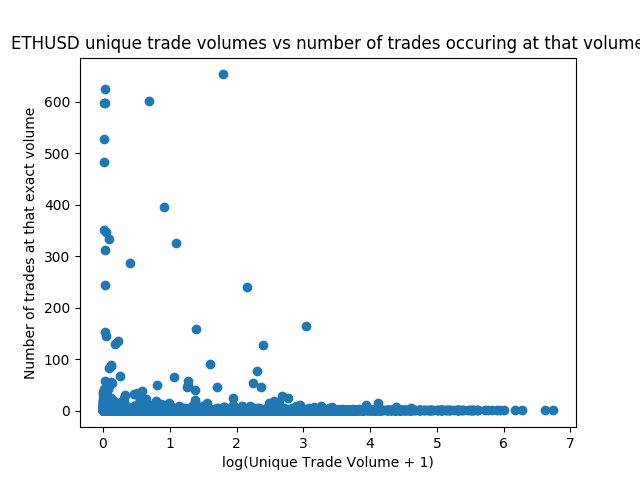 ETHUSD unique trade volumes vs number of trades occuring at that volume
600
500
400
300
200
100
0
Number of trades at that exact volume
0 1 2 3 4 5 6 7
log(Unique Trade Volume + 1)